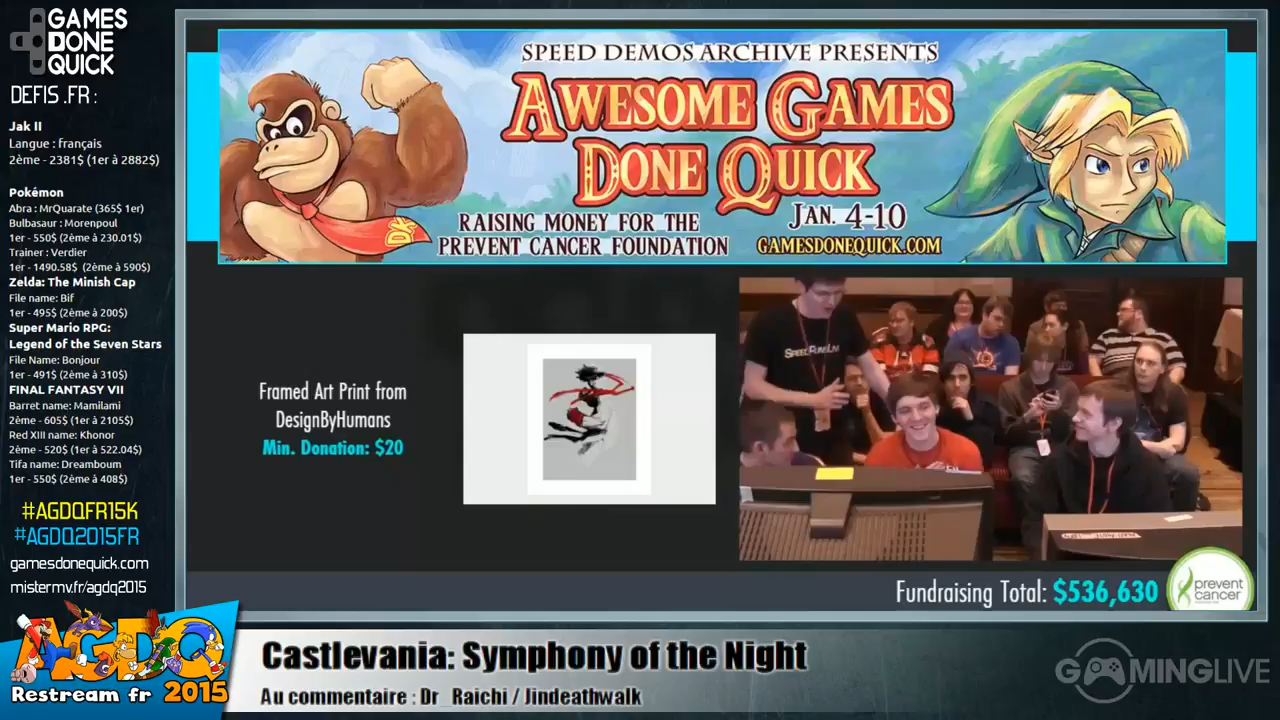 GAMES
DONE
QUICK
DEFIS .FR :
Jak II
Langue : français
2ème - 2381$ (1er à 2882$)
Pokémon
Abra : MrQuarate (365$ 1er)
Bulbasaur : Morenpoul
1er - 550$ (2ème à 230.01$)
Trainer : Verdier
1er - 1490.58$ (2ème à 590$)
Zelda: The Minish Cap
File name: Bif
1er - 495$ (2ème à 200$)
Super Mario RPG:
Legend of the Seven Stars
File Name: Bonjour
1er - 491$ (2ème à 310$)
FINAL FANTASY VII
Barret name: Mamilami
2ème - 605$ (1er à 2105$)
Red XIII name: Khonor
2ème - 520$ (1er à 522.04$)
Tifa name: Dreamboum
1er - 550$ (2ème à 408$)
#AGDQFR15K
#AGDQ2015FR
gamesdonequick.com
mistermv.fr/agdq2015
AGDQ
Restream fr 2015
SPEED DEMOS ARCHIVE PRESENTS
AWESOME GAMES
DONE QUICK
JAN. 4-10
RAISING MONEY FOR THE
PREVENT CANCER FOUNDATION
GAMESDONEQUICK.COM
DK
Framed Art Print from
DesignByHumans
Min. Donation: $20
SPEEDRUNSLIVE
Fundraising Total: $536,630
prevent
cancer
Castlevania: Symphony of the Night
Au commentaire : Dr_Raichi / Jindeathwalk
GAMINGLIVE